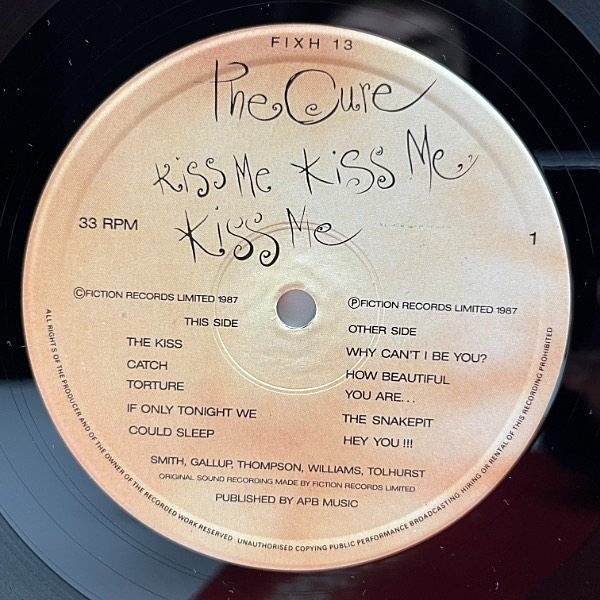 FIXH 13
The Cure
Kiss Me Kiss Me
Kiss Me
33 RPM
1
©FICTION RECORDS LIMITED 1987
THIS SIDE
THE KISS
CATCH
TORTURE
IF ONLY TONIGHT WE
COULD SLEEP
℗FICTION RECORDS LIMITED 1987
OTHER SIDE
WHY CAN'T I BE YOU?
HOW BEAUTIFUL
YOU ARE...
THE SNAKEPIT
HEY YOU !!!
SMITH, GALLUP, THOMPSON, WILLIAMS, TOLHURST
ORIGINAL SOUND RECORDING MADE BY FICTION RECORDS LIMITED
PUBLISHED BY APB MUSIC
ALL RIGHTS OF THE PRODUCER AND OF THE OWNER OF THE RECORDED WORK RESERVED · UNAUTHORISED COPYING PUBLIC PERFORMANCE BROADCASTING, HIRING OR RENTAL OF THIS RECORDING PROHIBITED